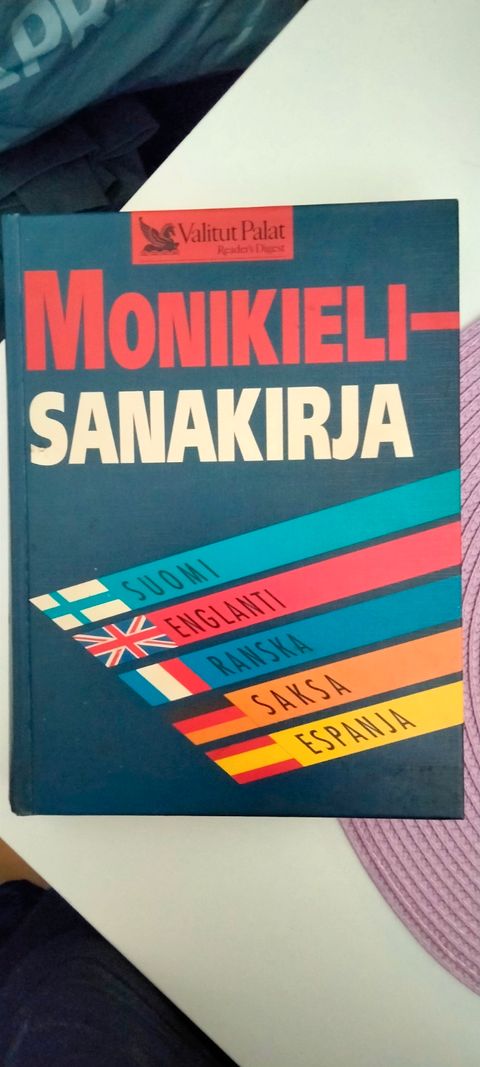 Valitut Palat
Reader's Digest
MONIKIELI-
SANAKIRJA
SUOMI
ENGLANTI
RANSKA
SAKSA
ESPANJA